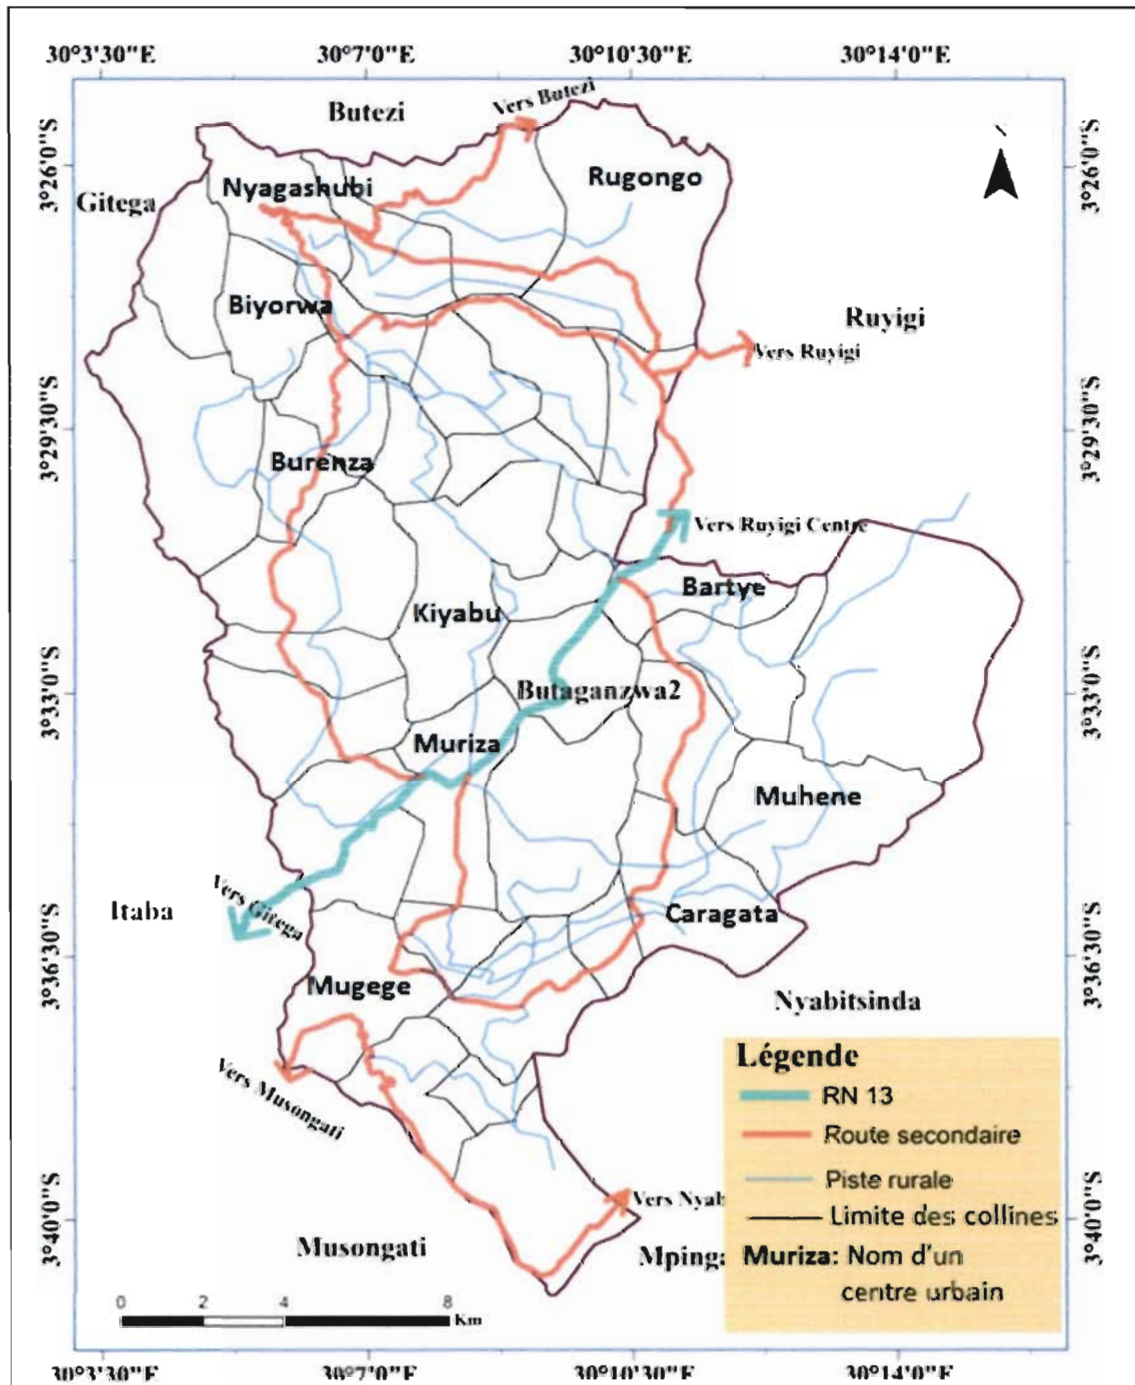 30°3'30"E 30°7'0"E 30°10'30"E 30°14'0"E
3°26'0"S
3°29'30"S
3°33'0"S
3°36'30"S
3°40'0"S
3°26'0"S
3°29'30"S
3°33'0"S
3°36'30"S
3°40'0"S
Butezi
Vers Butezi
Rugongo
Nyagashubi
Gitega
Biyorwa
Ruyigi
Vers Ruyigi
Burenza
Vers Ruyigi Centre
Bartye
Kiyabu
Butaganzwa2
Muriza
Muhene
Vers Gitega
Itaba
Caragata
Mugege
Nyabitsinda
Vers Musongati
Vers Nyab
Musongati
Mpinga
Légende
RN 13
Route secondaire
Piste rurale
Limite des collines
Muriza: Nom d'un
centre urbain
0 2 4 8
Km
30°3'30"E 30°7'0"E 30°10'30"E 30°14'0"E